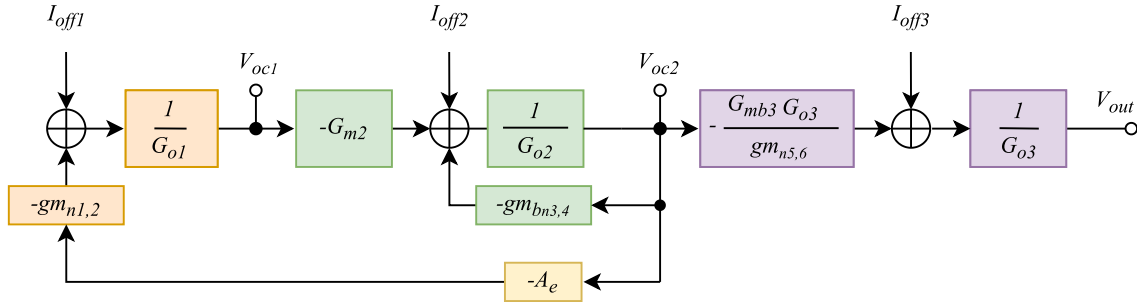 I_off1
I_off2
I_off3
V_oc1
V_oc2
V_out
1
G_o1
-G_m2
1
G_o2
- G_mb3 G_o3
gm_n5,6
1
G_o3
-gm_n1,2
-gm_bn3,4
-A_e